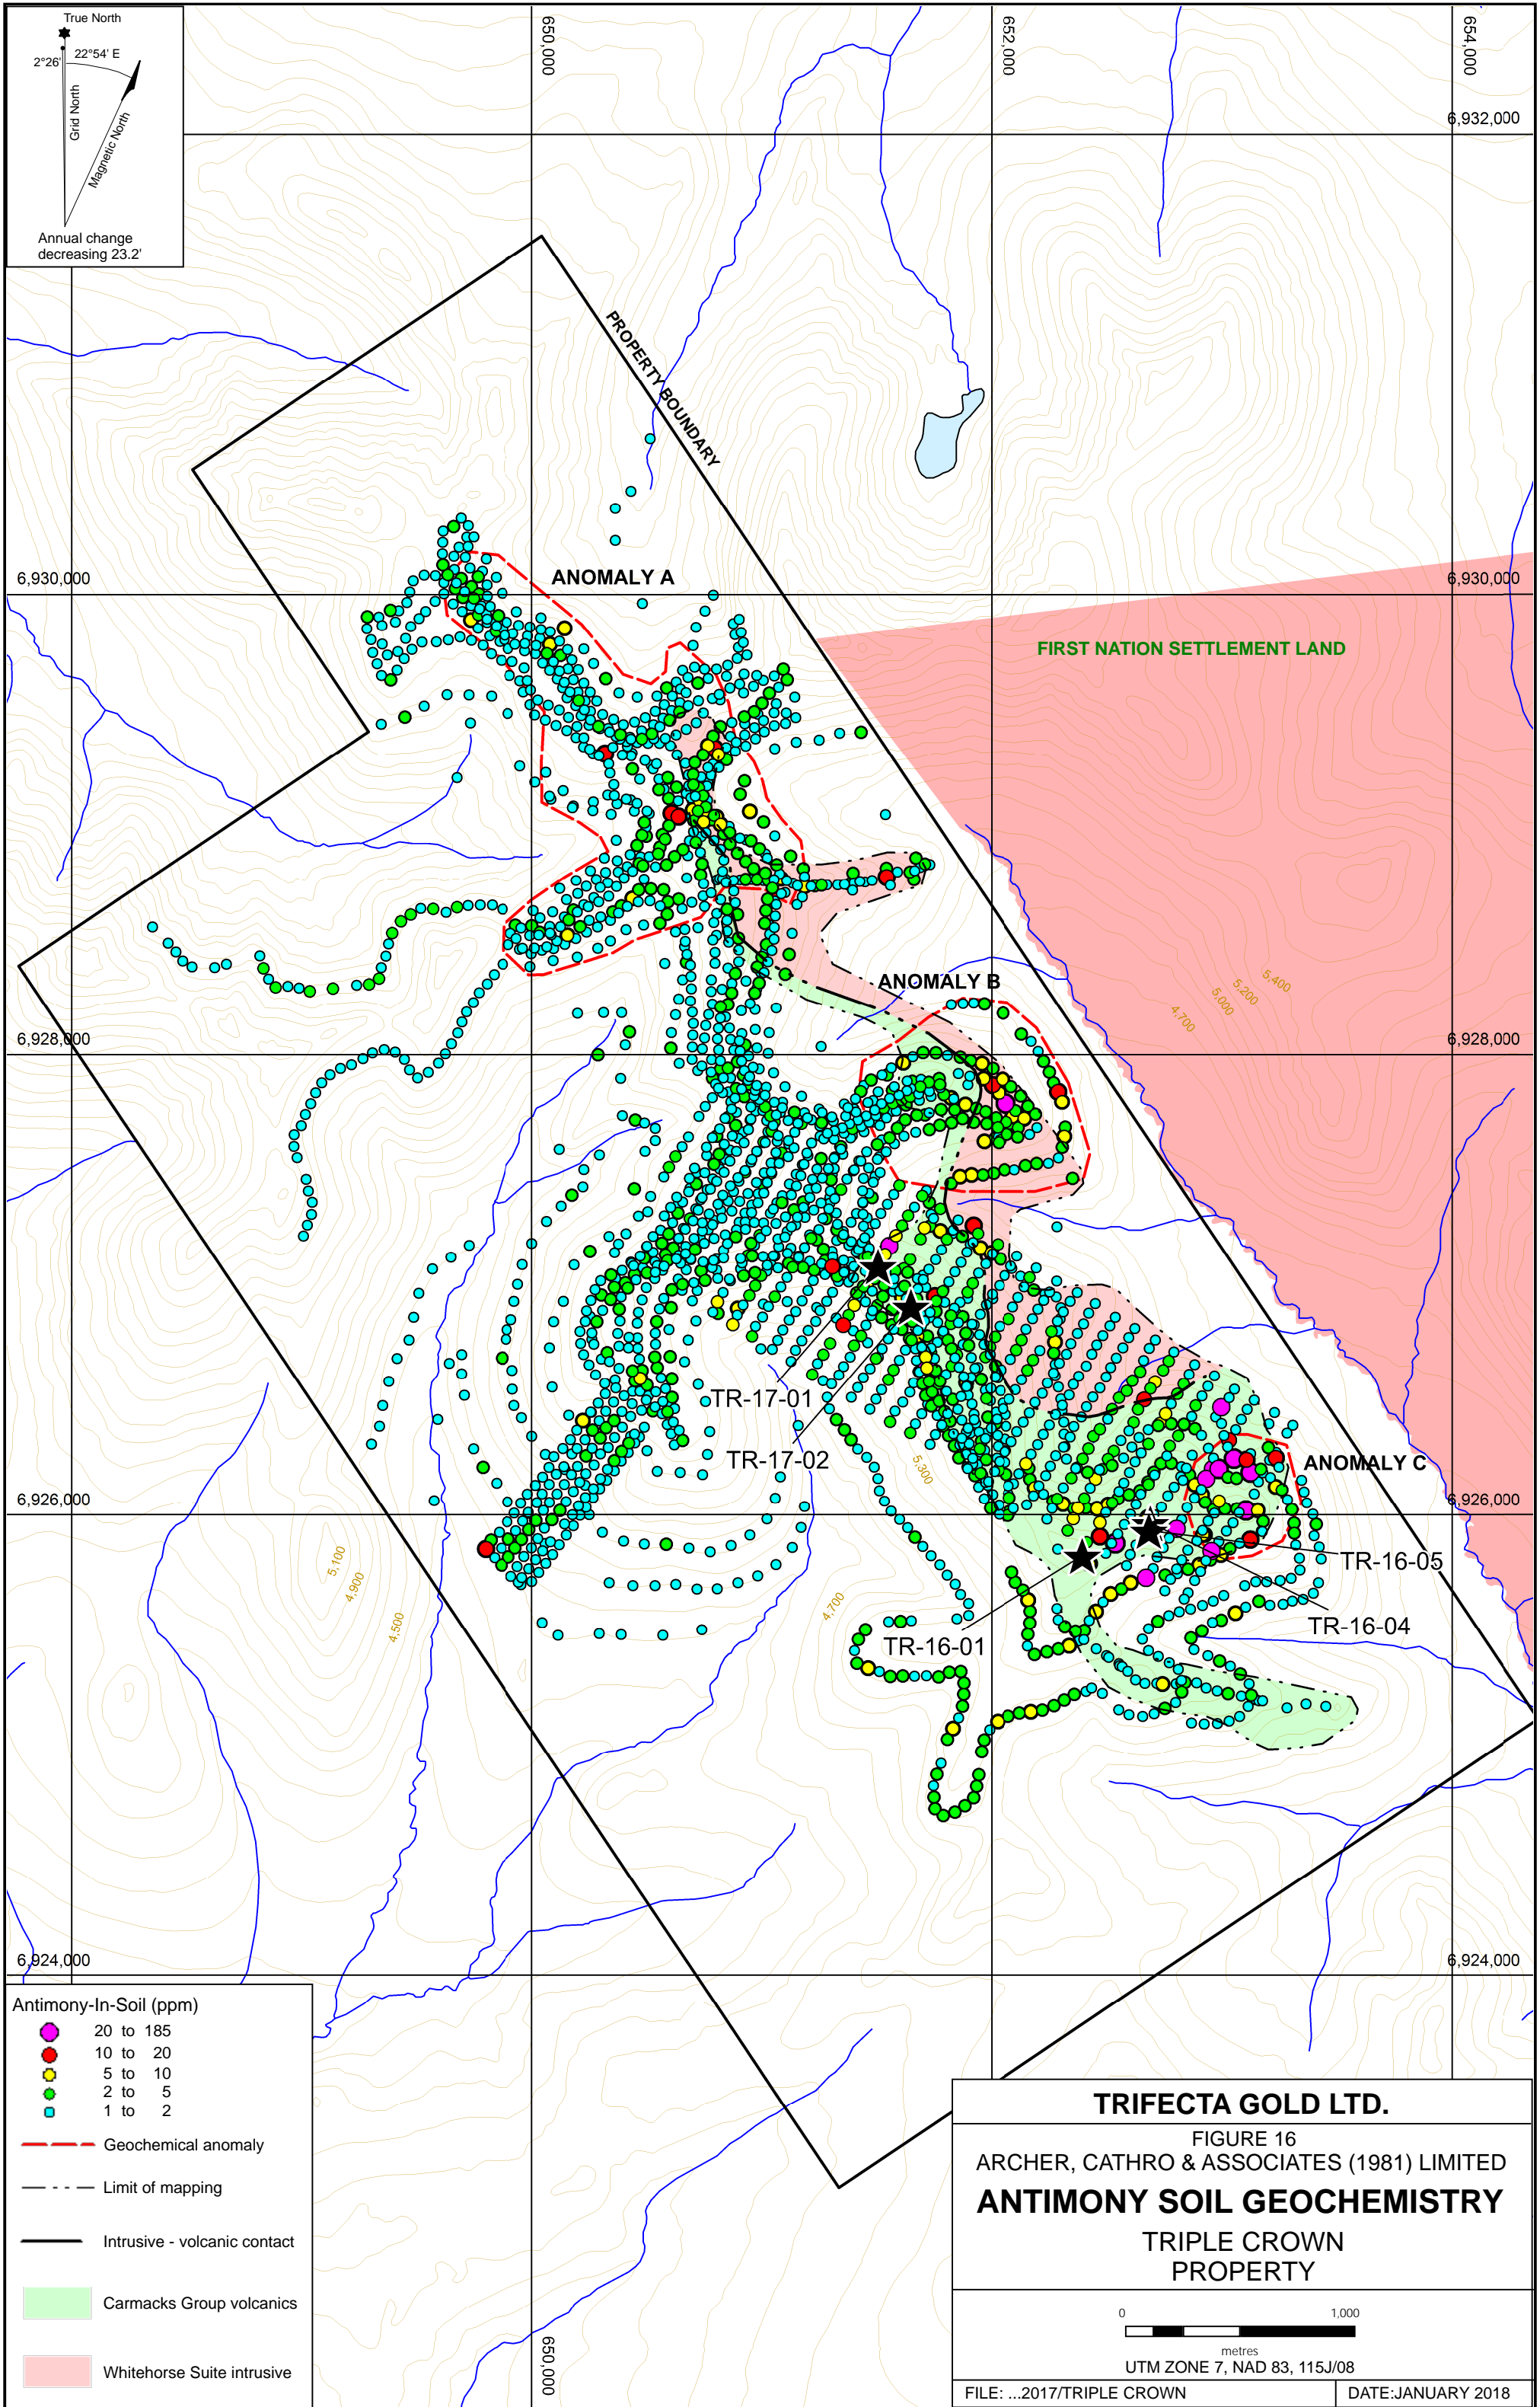 True North
2°26'
22°54' E
Grid North
Magnetic North
Annual change
decreasing 23.2'
650,000
652,000
654,000
6,932,000
PROPERTY BOUNDARY
6,930,000
ANOMALY A
6,930,000
FIRST NATION SETTLEMENT LAND
ANOMALY B
5,400
5,200
5,000
4,700
6,928,000
6,928,000
TR-17-01
TR-17-02
5,300
ANOMALY C
6,926,000
6,926,000
TR-16-05
5,100
4,900
4,500
4,700
TR-16-04
TR-16-01
6,924,000
6,924,000
Antimony-In-Soil (ppm)
20 to 185
10 to 20
5 to 10
2 to 5
1 to 2
Geochemical anomaly
Limit of mapping
Intrusive - volcanic contact
Carmacks Group volcanics
Whitehorse Suite intrusive
650,000
TRIFECTA GOLD LTD.
FIGURE 16
ARCHER, CATHRO & ASSOCIATES (1981) LIMITED
ANTIMONY SOIL GEOCHEMISTRY
TRIPLE CROWN
PROPERTY
0 1,000
metres
UTM ZONE 7, NAD 83, 115J/08
FILE: ...2017/TRIPLE CROWN
DATE:JANUARY 2018